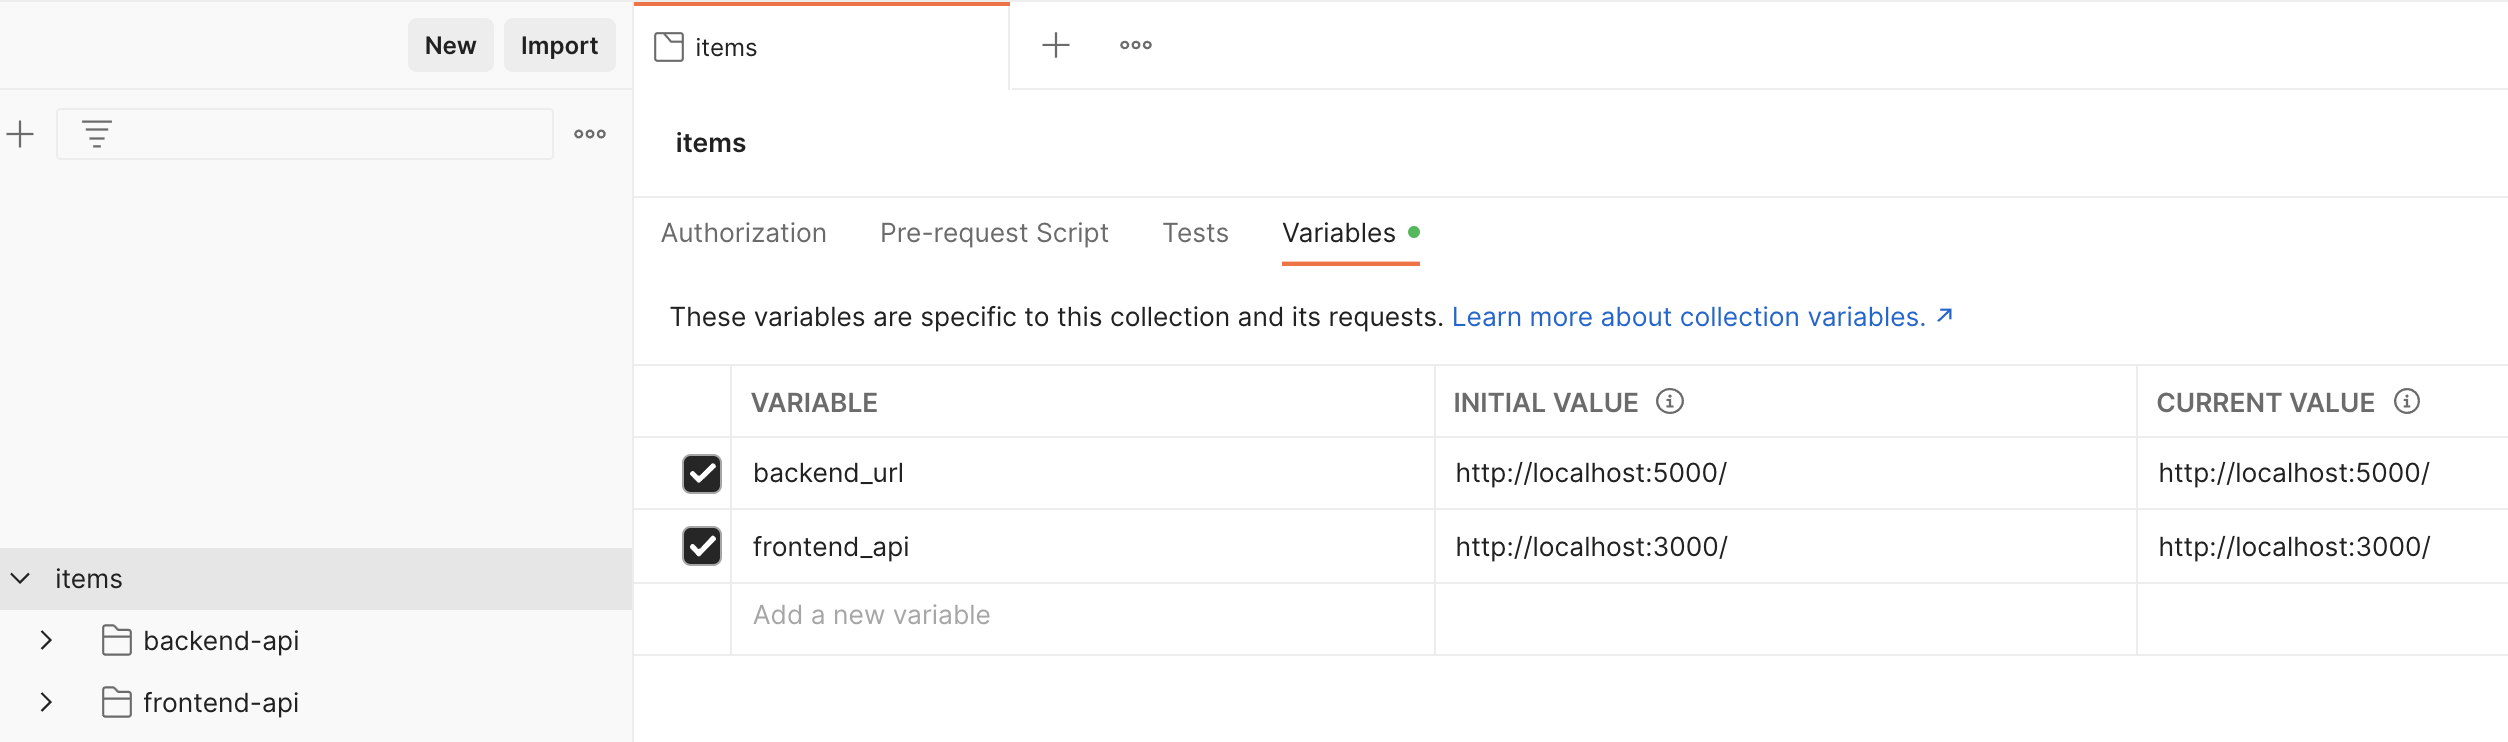 New Import
items
items
Authorization Pre-request Script Tests Variables
These variables are specific to this collection and its requests. Learn more about collection variables. ↗
VARIABLE INITIAL VALUE CURRENT VALUE
backend_url http://localhost:5000/ http://localhost:5000/
frontend_api http://localhost:3000/ http://localhost:3000/
Add a new variable
items
backend-api
frontend-api